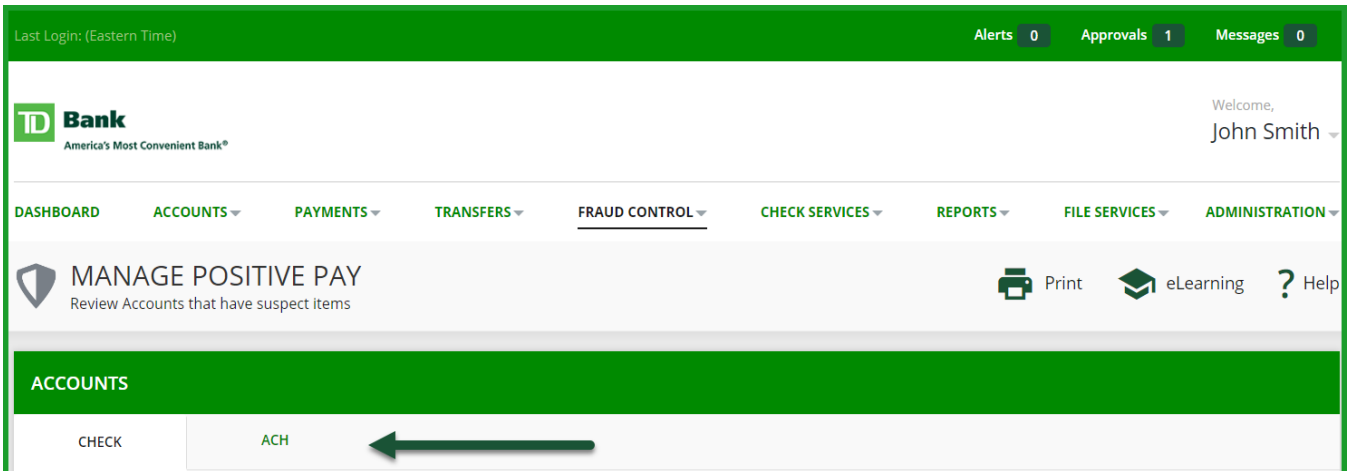 Last Login: (Eastern Time) Alerts 0 Approvals 1 Messages 0
TD Bank
America's Most Convenient Bank®
Welcome,
John Smith
DASHBOARD ACCOUNTS PAYMENTS TRANSFERS FRAUD CONTROL CHECK SERVICES REPORTS FILE SERVICES ADMINISTRATION
MANAGE POSITIVE PAY
Review Accounts that have suspect items
Print eLearning ? Help
ACCOUNTS
CHECK ACH